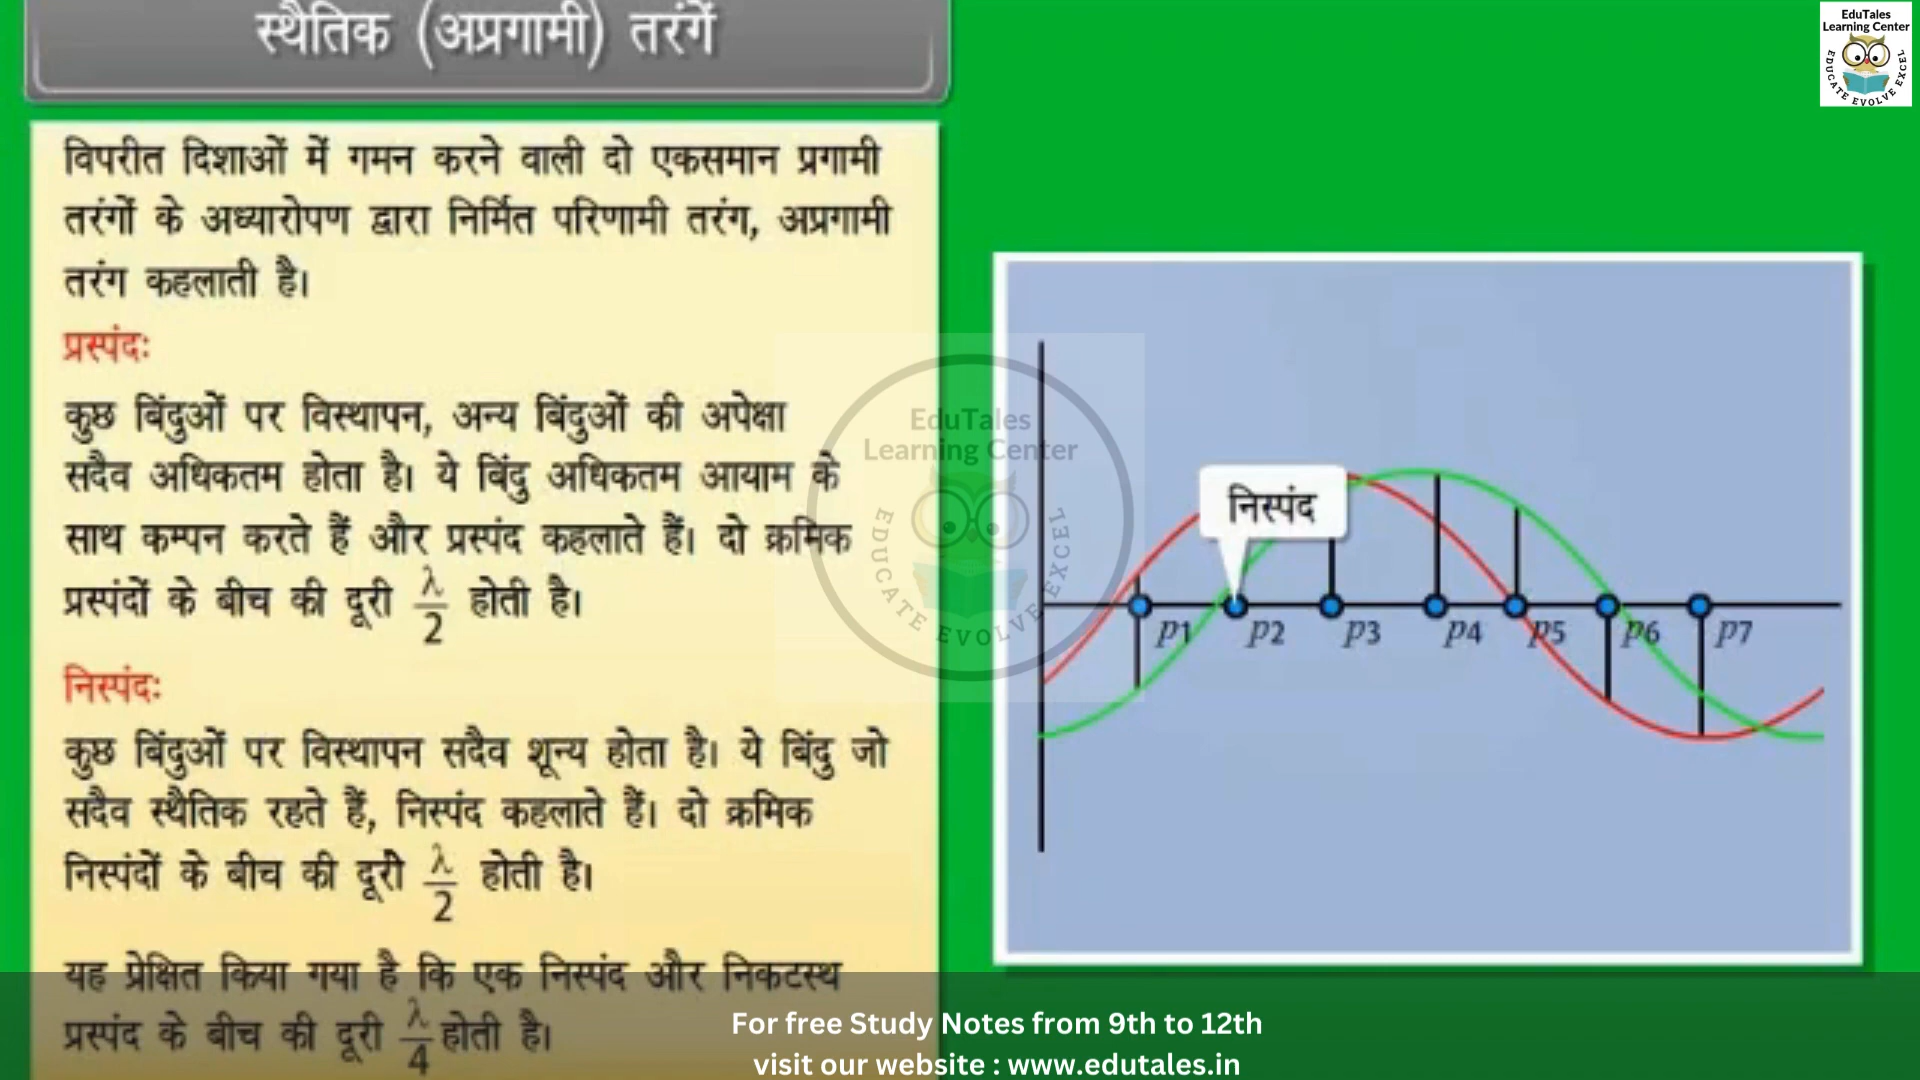 स्थैतिक (अप्रगामी) तरंगें
EduTales
Learning Center
EDUCATE EVOLVE EXCEL
विपरीत दिशाओं में गमन करने वाली दो एकसमान प्रगामी
तरंगों के अध्यारोपण द्वारा निर्मित परिणामी तरंग, अप्रगामी
तरंग कहलाती है।
प्रस्पंदः
कुछ बिंदुओं पर विस्थापन, अन्य बिंदुओं की अपेक्षा
सदैव अधिकतम होता है। ये बिंदु अधिकतम आयाम के
साथ कम्पन करते हैं और प्रस्पंद कहलाते हैं। दो क्रमिक
प्रस्पंदों के बीच की दूरी λ/2 होती है।
निस्पंदः
कुछ बिंदुओं पर विस्थापन सदैव शून्य होता है। ये बिंदु जो
सदैव स्थैतिक रहते हैं, निस्पंद कहलाते हैं। दो क्रमिक
निस्पंदों के बीच की दूरी λ/2 होती है।
यह प्रेक्षित किया गया है कि एक निस्पंद और निकटस्थ
प्रस्पंद के बीच की दूरी λ/4 होती है।
EduTales
Learning Center
EDUCATE EVOLVE EXCEL
निस्पंद
p1 p2 p3 p4 p5 p6 p7
For free Study Notes from 9th to 12th
visit our website : www.edutales.in